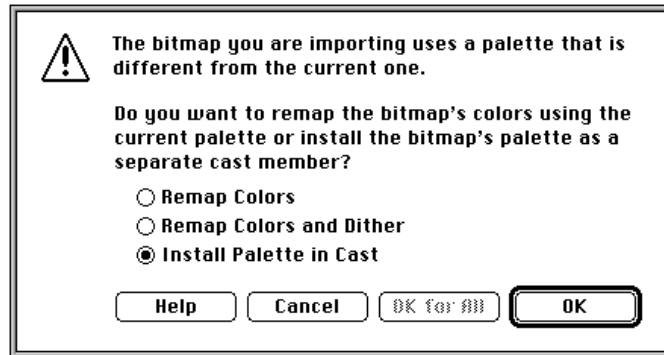 The bitmap you are importing uses a palette that is
different from the current one.
Do you want to remap the bitmap's colors using the
current palette or install the bitmap's palette as a
separate cast member?
Remap Colors
Remap Colors and Dither
Install Palette in Cast
Help Cancel OK for All OK